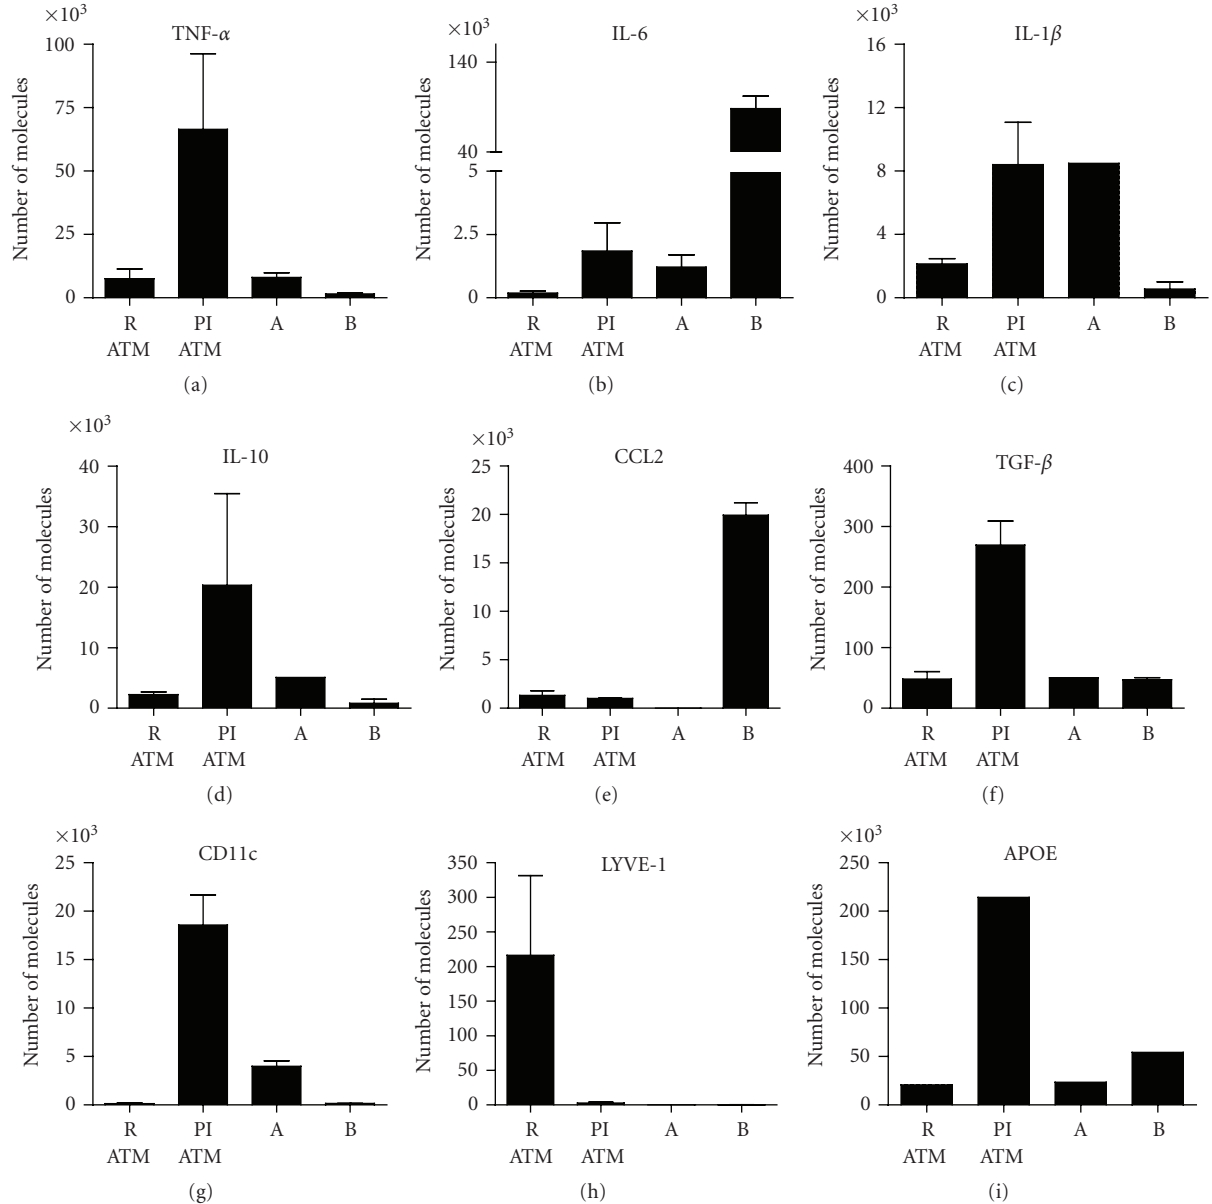 ×10³
TNF-α
Number of molecules
100
75
50
25
0
R ATM
PI ATM
A
B
(a)
×10³
IL-6
Number of molecules
140
40
5
2.5
0
R ATM
PI ATM
A
B
(b)
×10³
IL-1β
Number of molecules
16
12
8
4
0
R ATM
PI ATM
A
B
(c)
×10³
IL-10
Number of molecules
40
30
20
10
0
R ATM
PI ATM
A
B
(d)
×10³
CCL2
Number of molecules
25
20
15
10
5
0
R ATM
PI ATM
A
B
(e)
TGF-β
Number of molecules
400
300
200
100
0
R ATM
PI ATM
A
B
(f)
×10³
CD11c
Number of molecules
25
20
15
10
5
0
R ATM
PI ATM
A
B
(g)
LYVE-1
Number of molecules
350
300
250
200
150
100
50
0
R ATM
PI ATM
A
B
(h)
×10³
APOE
Number of molecules
250
200
150
100
50
0
R ATM
PI ATM
A
B
(i)